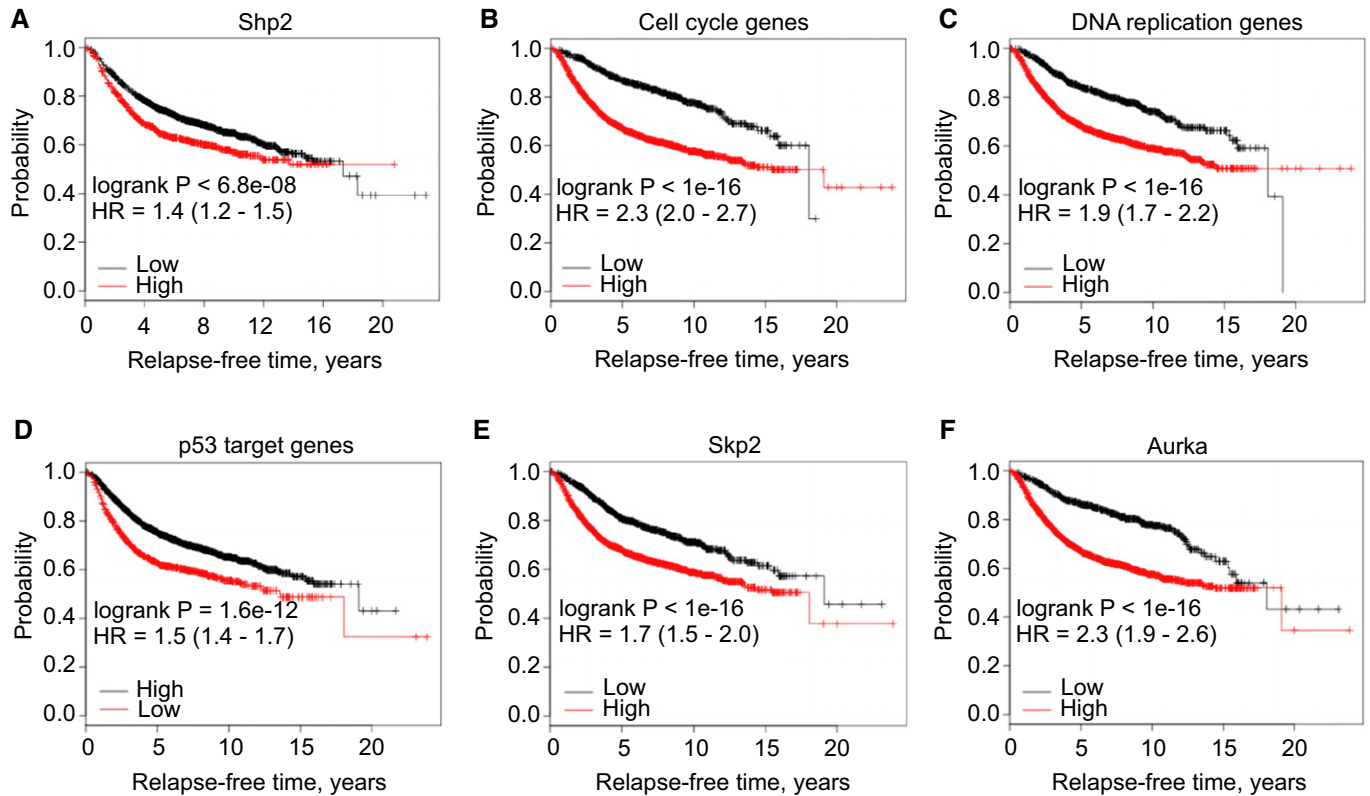 A
Shp2
Probability
1.0
0.8
0.6
0.4
0.2
0.0
logrank P < 6.8e-08
HR = 1.4 (1.2 - 1.5)
Low
High
0 4 8 12 16 20
Relapse-free time, years
B
Cell cycle genes
Probability
1.0
0.8
0.6
0.4
0.2
0.0
logrank P < 1e-16
HR = 2.3 (2.0 - 2.7)
Low
High
0 5 10 15 20
Relapse-free time, years
C
DNA replication genes
Probability
1.0
0.8
0.6
0.4
0.2
0.0
logrank P < 1e-16
HR = 1.9 (1.7 - 2.2)
Low
High
0 5 10 15 20
Relapse-free time, years
D
p53 target genes
Probability
1.0
0.8
0.6
0.4
0.2
0.0
logrank P = 1.6e-12
HR = 1.5 (1.4 - 1.7)
High
Low
0 5 10 15 20
Relapse-free time, years
E
Skp2
Probability
1.0
0.8
0.6
0.4
0.2
0.0
logrank P < 1e-16
HR = 1.7 (1.5 - 2.0)
Low
High
0 5 10 15 20
Relapse-free time, years
F
Aurka
Probability
1.0
0.8
0.6
0.4
0.2
0.0
logrank P < 1e-16
HR = 2.3 (1.9 - 2.6)
Low
High
0 5 10 15 20
Relapse-free time, years